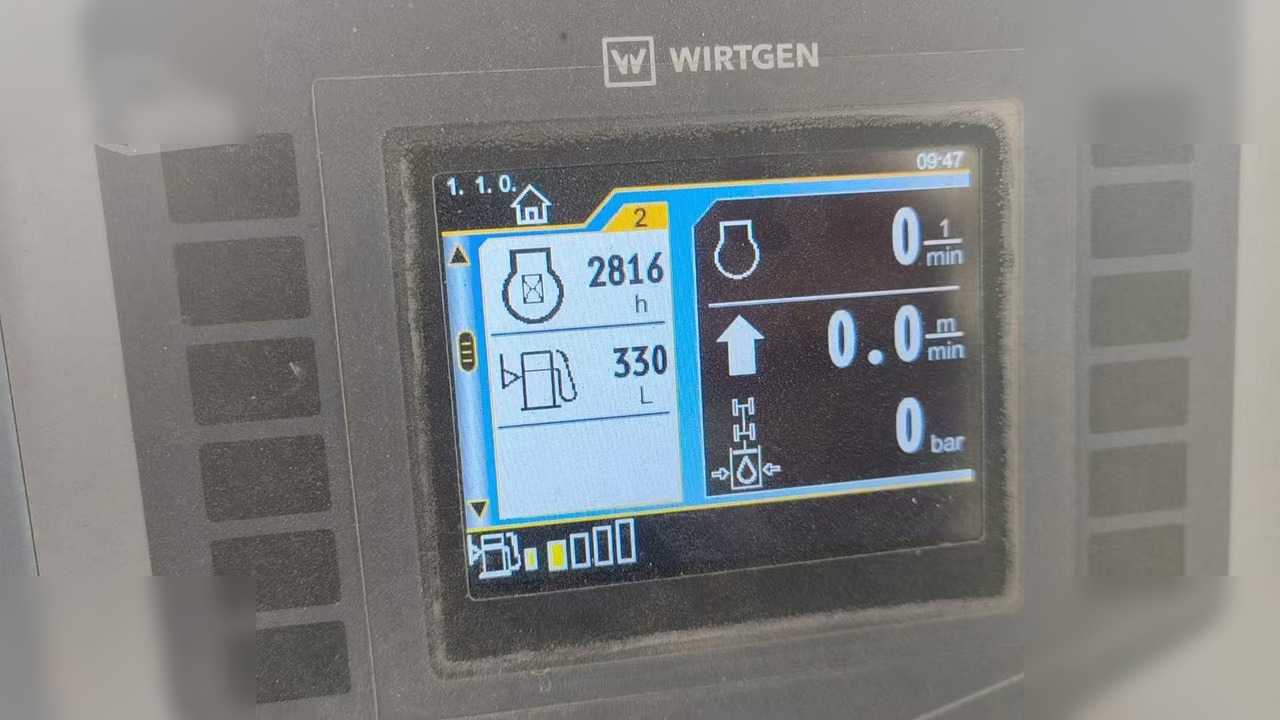 WIRTGEN
1. 1.0.
09:47
2
2816
h
330
L
0 1/min
0.0 m/min
0 bar